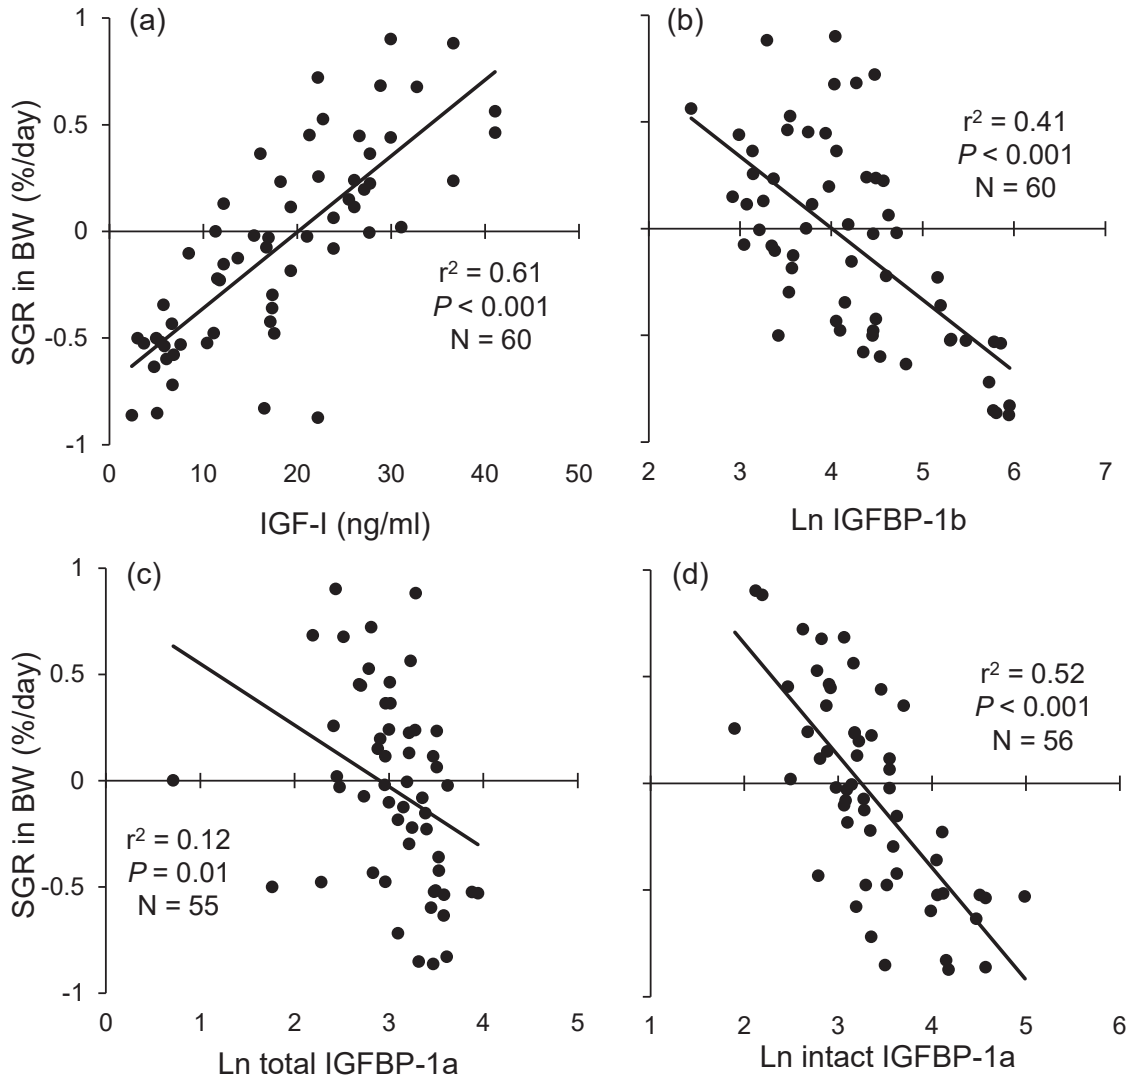 (a)
1
0.5
0
-0.5
-1
SGR in BW (%/day)
r² = 0.61
P < 0.001
N = 60
0 10 20 30 40 50
IGF-I (ng/ml)
(b)
r² = 0.41
P < 0.001
N = 60
2 3 4 5 6 7
Ln IGFBP-1b
(c)
1
0.5
0
-0.5
-1
SGR in BW (%/day)
r² = 0.12
P = 0.01
N = 55
0 1 2 3 4 5
Ln total IGFBP-1a
(d)
r² = 0.52
P < 0.001
N = 56
1 2 3 4 5 6
Ln intact IGFBP-1a